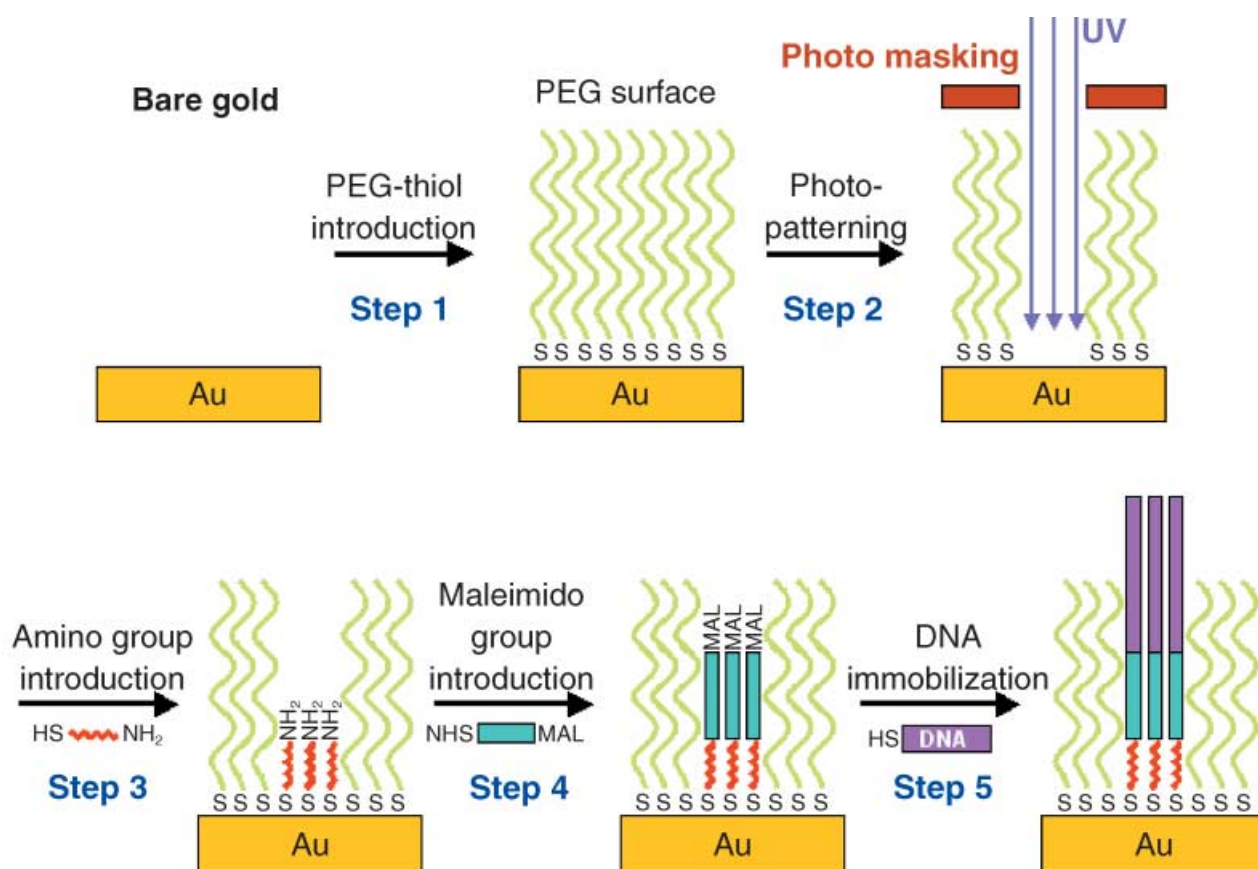 UV
Photo masking
Bare gold
PEG surface
PEG-thiol
introduction
Step 1
Photo-
patterning
Step 2
S S S S S S S S S
S S S
S S S
Au
Au
Au
Amino group
introduction
HS NH₂
Step 3
NH₂ NH₂ NH₂
S S S S S S S S S
Au
Maleimido
group
introduction
NHS MAL
Step 4
MAL MAL MAL
S S S S S S S S S
Au
DNA
immobilization
HS DNA
Step 5
S S S S S S S S S
Au